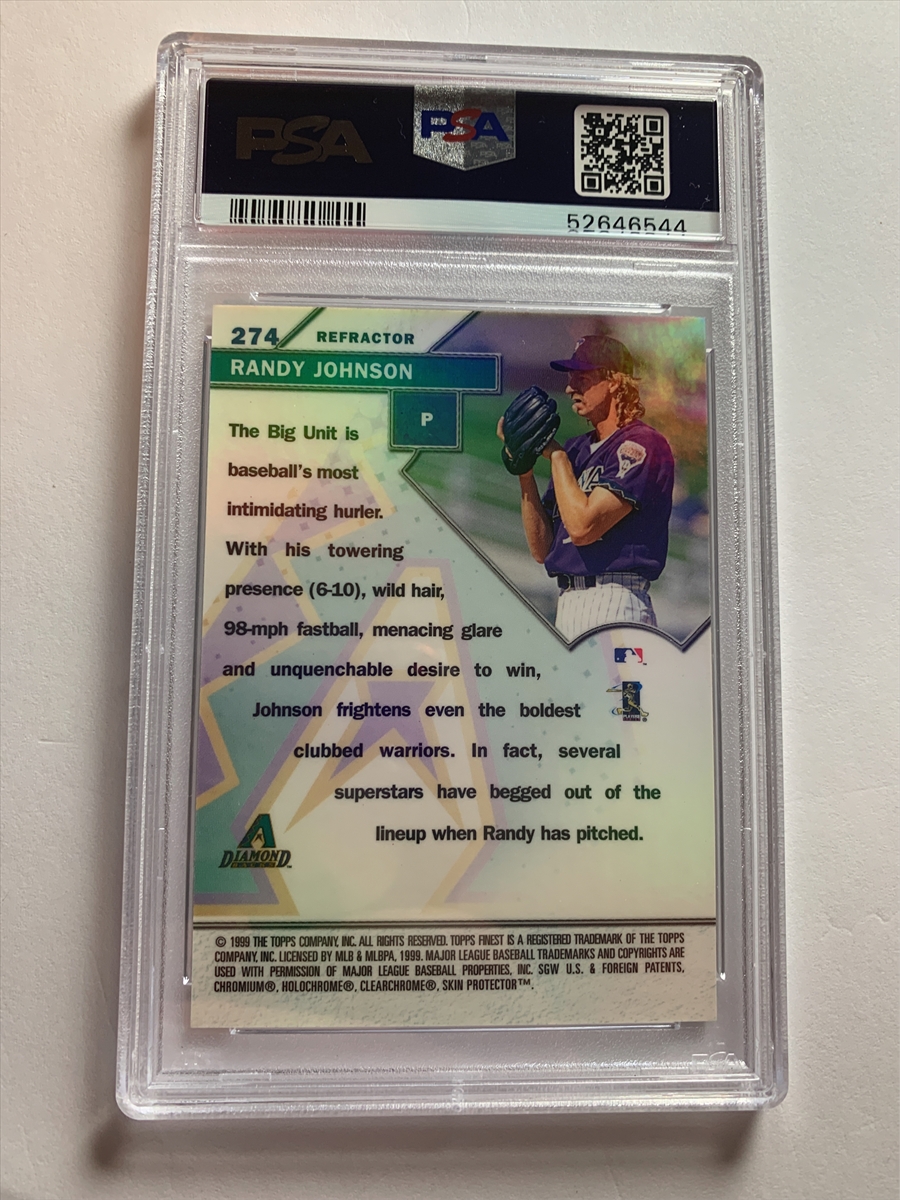 PSA
PSA
52646544
274
REFRACTOR
RANDY JOHNSON
P
The Big Unit is
baseball's most
intimidating hurler.
With his towering
presence (6-10), wild hair,
98-mph fastball, menacing glare
and unquenchable desire to win,
Johnson frightens even the boldest
clubbed warriors. In fact, several
superstars have begged out of the
lineup when Randy has pitched.
A
DIAMOND
© 1999 THE TOPPS COMPANY, INC. ALL RIGHTS RESERVED. TOPPS FINEST IS A REGISTERED TRADEMARK OF THE TOPPS
COMPANY, INC. LICENSED BY MLB & MLBPA, 1999. MAJOR LEAGUE BASEBALL TRADEMARKS AND COPYRIGHTS ARE
USED WITH PERMISSION OF MAJOR LEAGUE BASEBALL PROPERTIES, INC. SGW U.S. & FOREIGN PATENTS,
CHROMIUM®, HOLOCHROME®, CLEARCHROME®, SKIN PROTECTOR™.